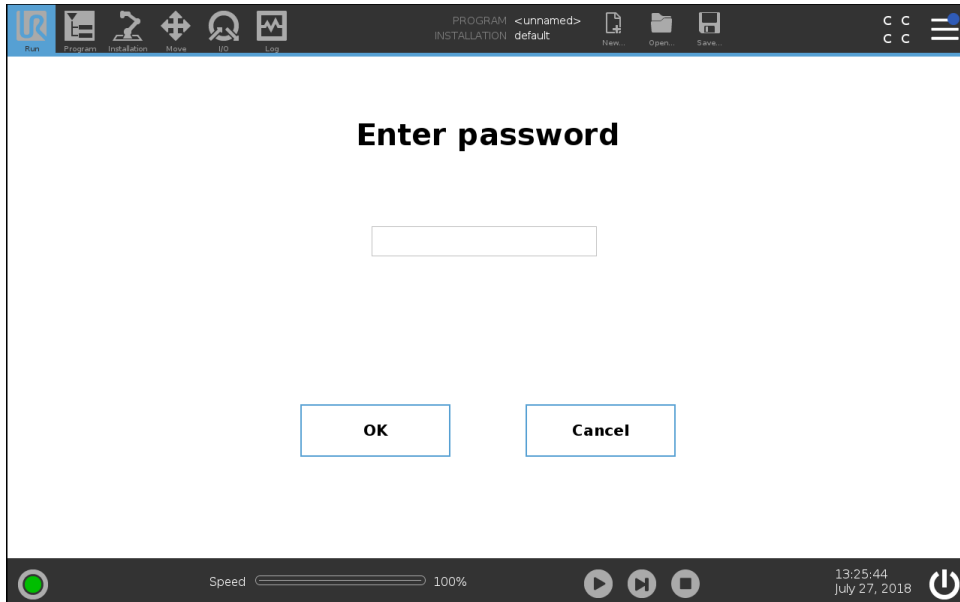 UR
Run
Program
Installation
Move
I/O
Log
PROGRAM <unnamed>
INSTALLATION default
New...
Open...
Save...
C C
C C
Enter password
OK
Cancel
Speed
100%
13:25:44
July 27, 2018